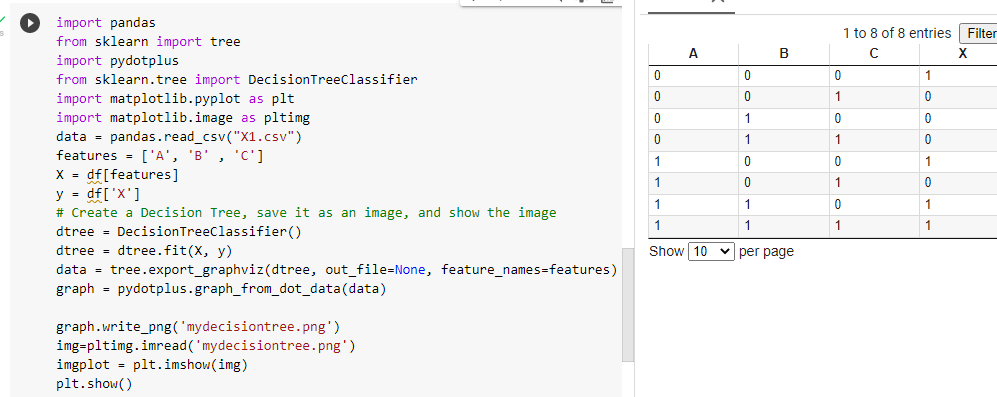 import pandas
from sklearn import tree
import pydotplus
from sklearn.tree import DecisionTreeClassifier
import matplotlib.pyplot as plt
import matplotlib.image as pltimg
data = pandas.read_csv("X1.csv")
features = ['A', 'B' , 'C']
X = df[features]
y = df['X']
# Create a Decision Tree, save it as an image, and show the image
dtree = DecisionTreeClassifier()
dtree = dtree.fit(X, y)
data = tree.export_graphviz(dtree, out_file=None, feature_names=features)
graph = pydotplus.graph_from_dot_data(data)
graph.write_png('mydecisiontree.png')
img=pltimg.imread('mydecisiontree.png')
imgplot = plt.imshow(img)
plt.show()
1 to 8 of 8 entries Filter
A B C X
0 0 0 1
0 0 1 0
0 1 0 0
0 1 1 0
1 0 0 1
1 0 1 0
1 1 0 1
1 1 1 1
Show 10 per page